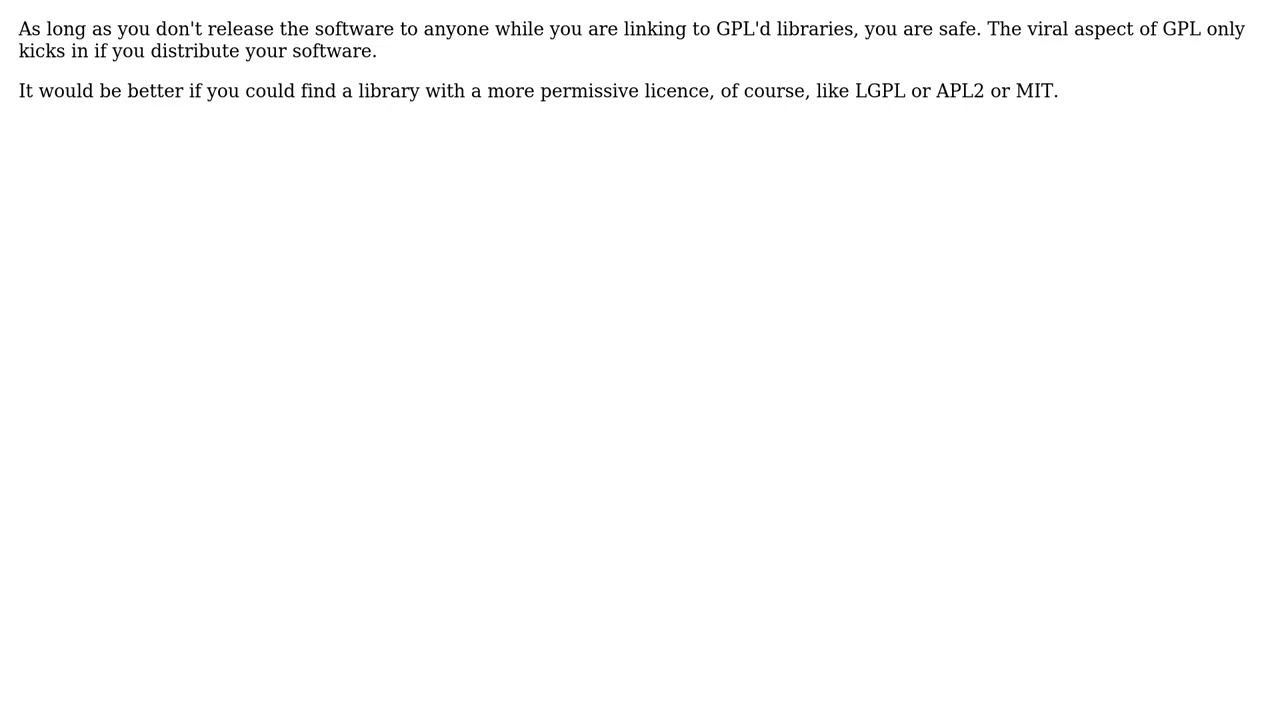 As long as you don't release the software to anyone while you are linking to GPL'd libraries, you are safe. The viral aspect of GPL only
kicks in if you distribute your software.
It would be better if you could find a library with a more permissive licence, of course, like LGPL or APL2 or MIT.